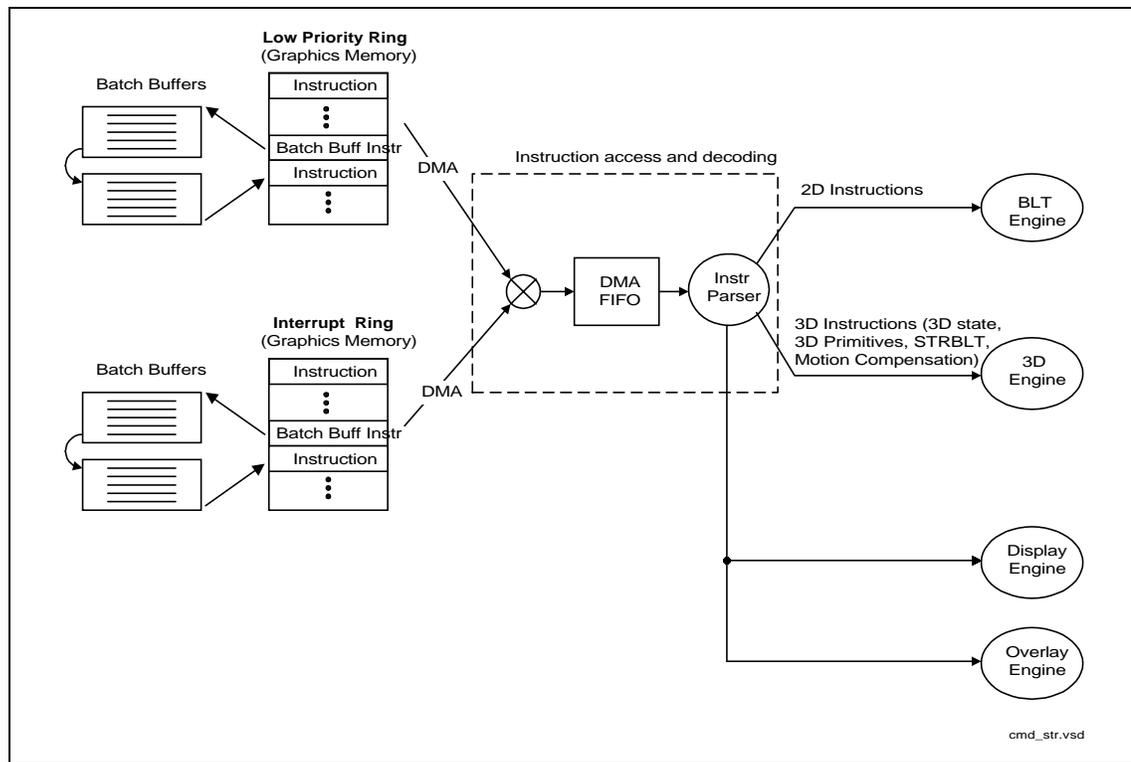 Low Priority Ring
(Graphics Memory)
Batch Buffers
Instruction
Batch Buff Instr
Instruction
DMA
Instruction access and decoding
2D Instructions
BLT
Engine
DMA
FIFO
Instr
Parser
3D Instructions (3D state,
3D Primitives, STRBLT,
Motion Compensation)
3D
Engine
Interrupt Ring
(Graphics Memory)
Batch Buffers
Instruction
Batch Buff Instr
Instruction
DMA
Display
Engine
Overlay
Engine
cmd_str.vsd